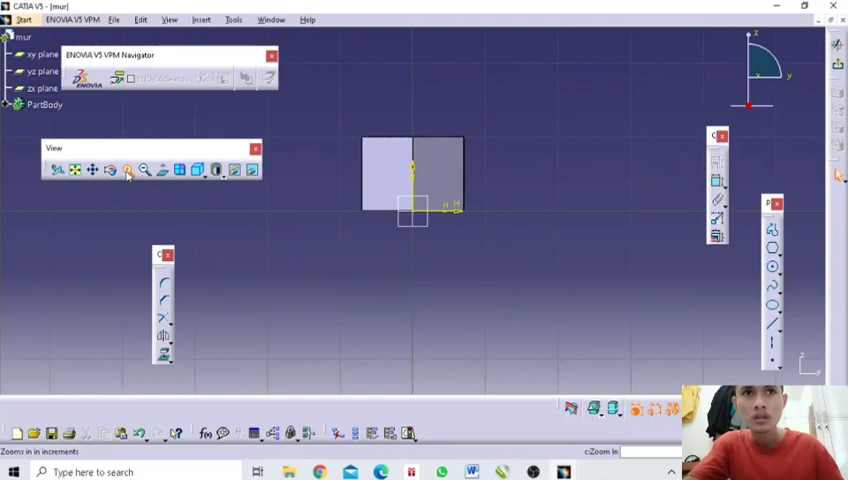 CATIA V5 - [mur]
Start ENOVIA V5 VPM File Edit View Insert Tools Window Help
mur
xy plane
yz plane
zx plane
PartBody
ENOVIA V5 VPM Navigator
ENOVIA
View
z
x
y
H H
z
y
f(x)
Zooms in in increments
c:Zoom In
Type here to search